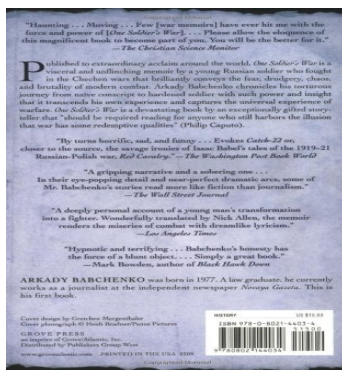 "Haunting . . . Moving . . . Few [war memoirs] have ever hit me with the
force and power of [One Soldier's War]. . . . Please allow the eloquence of
this magnificent book to become part of you. You will be the better for it."
—The Christian Science Monitor
Published to extraordinary acclaim around the world, One Soldier's War is a
visceral and unflinching memoir by a young Russian soldier who fought
in the Chechen wars that brilliantly conveys the fear, drudgery, chaos,
and brutality of modern combat. Arkady Babchenko chronicles his torturous
journey from naïve conscript to hardened soldier with such power and insight
that it transcends his own experience and captures the universal experience of
warfare. One Soldier's War is a devastating book by an exceptionally gifted story-
teller that "should be required reading for anyone who still harbors the illusion
that war has some redemptive qualities" (Philip Caputo).
"By turns horrific, sad, and funny . . . Evokes Catch-22 or,
closer to the source, the savage ironies of Isaac Babel's tales of the 1919–21
Russian-Polish war, Red Cavalry." —The Washington Post Book World
"A gripping narrative and a sobering one . . .
In their eye-popping detail and near-perfect dramatic arcs, some of
Mr. Babchenko's stories read more like fiction than journalism."
—The Wall Street Journal
"A deeply personal account of a young man's transformation
into a fighter. Wonderfully translated by Nick Allen, the memoir
renders the miseries of combat with dreamlike lyricism."
—Los Angeles Times
"Hypnotic and terrifying . . . Babchenko's honesty has
the force of a blunt object. . . . Simply a great book."
—Mark Bowden, author of Black Hawk Down
ARKADY BABCHENKO was born in 1977. A law graduate, he currently
works as a journalist at the independent newspaper Novaya Gazeta. This is
his first book.
Cover design by Gretchen Mergenthaler
Cover photograph © Heidi Bradner/Panos Pictures
GROVE PRESS
an imprint of Grove/Atlantic, Inc.
Distributed by Publishers Group West
www.groveatlantic.com PRINTED IN THE USA
HISTORY
ISBN 978-0-8021-4403-4
9 780802 144034